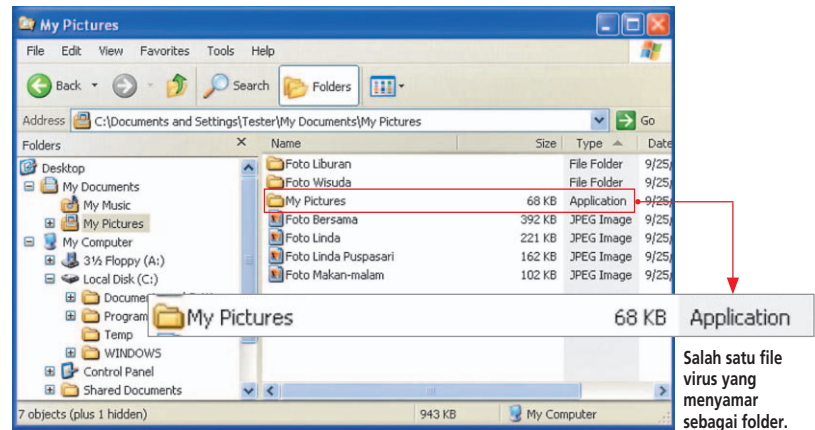 My Pictures
File Edit View Favorites Tools Help
Back Search Folders
Address C:\Documents and Settings\Tester\My Documents\My Pictures Go
Folders X Name Size Type Date
Desktop
My Documents
My Music
My Pictures
My Computer
3½ Floppy (A:)
Local Disk (C:)
Program
Temp
WINDOWS
Control Panel
Shared Documents
Foto Liburan File Folder 9/25/
Foto Wisuda File Folder 9/25/
My Pictures 68 KB Application 9/25/
Foto Bersama 392 KB JPEG Image 9/25/
Foto Linda 221 KB JPEG Image 9/25/
Foto Linda Puspasari 162 KB JPEG Image 9/25/
Foto Makan-malam 102 KB JPEG Image 9/25/
My Pictures 68 KB Application
7 objects (plus 1 hidden) 943 KB My Computer
Salah satu file
virus yang
menyamar
sebagai folder.